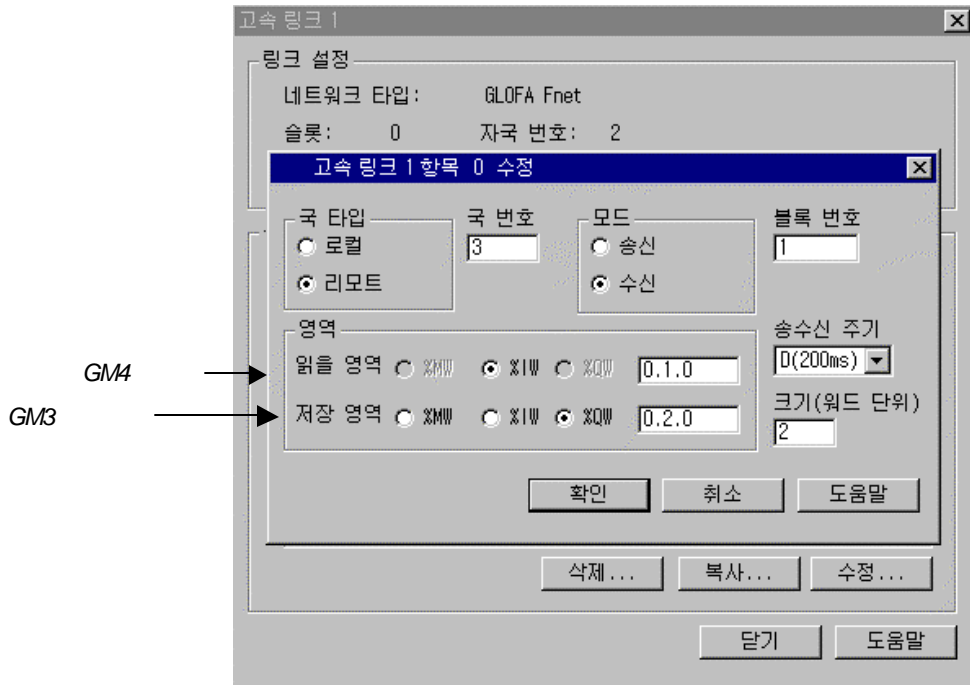 고속 링크 1
링크 설정
네트워크 타입: GLOFA Fnet
슬롯: 0 자국 번호: 2
고속 링크 1 항목 0 수정
국 타입 국 번호 모드 블록 번호
로컬 3 송신 1
리모트 수신
영역 송수신 주기
GM4 읽을 영역 %MW %IW %QW 0.1.0 D(200ms)
크기(워드 단위)
GM3 저장 영역 %MW %IW %QW 0.2.0 2
확인 취소 도움말
삭제... 복사... 수정...
닫기 도움말